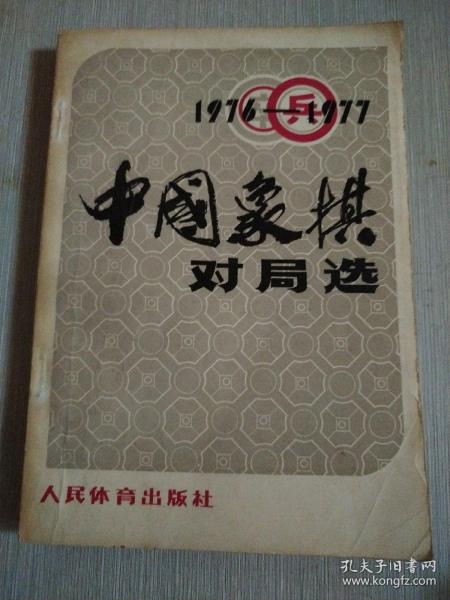 1976—1977
兵
中國象棋
对局选
人民体育出版社
孔夫子旧书网
www.kongfz.com